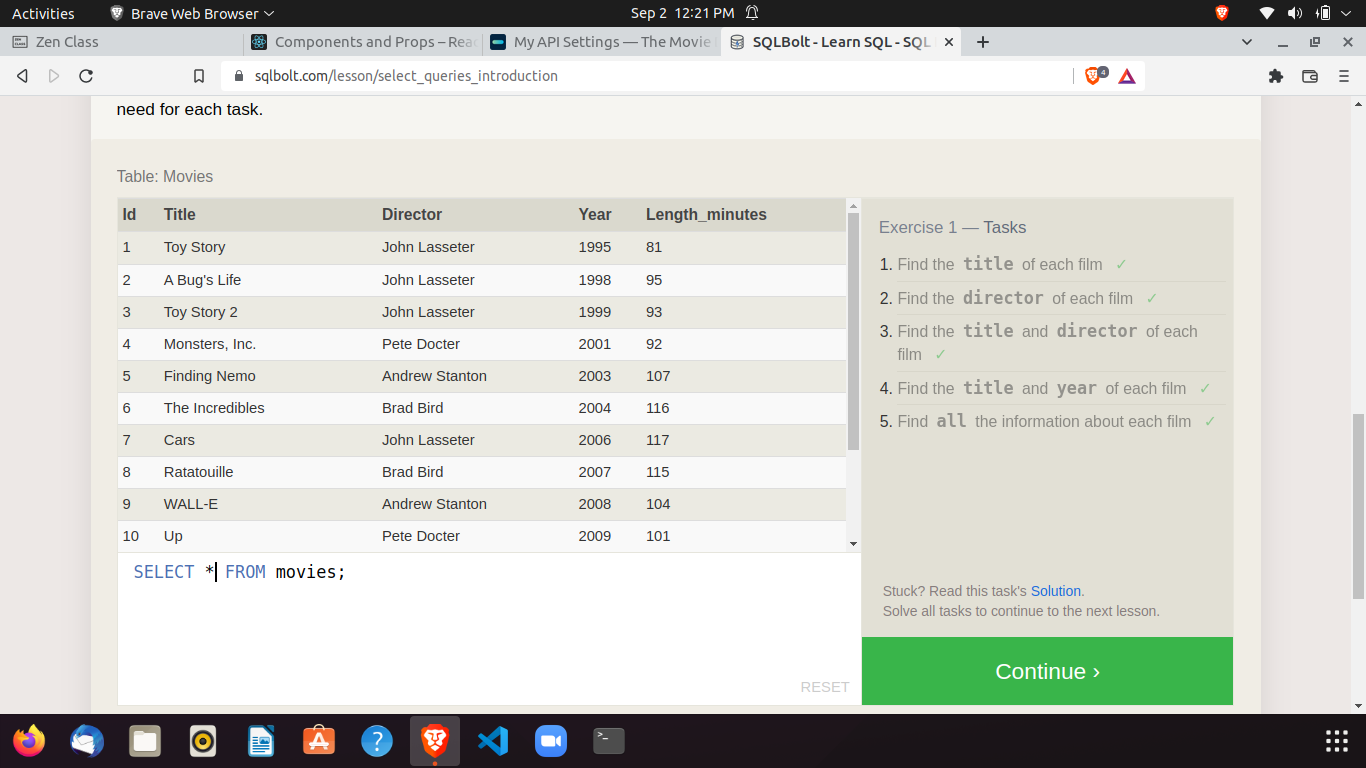 Activities Brave Web Browser Sep 2 12:21 PM
Zen Class Components and Props – Rea My API Settings — The Movie SQLBolt - Learn SQL - SQL
sqlbolt.com/lesson/select_queries_introduction 4
need for each task.
Table: Movies
Id Title Director Year Length_minutes
1 Toy Story John Lasseter 1995 81
2 A Bug's Life John Lasseter 1998 95
3 Toy Story 2 John Lasseter 1999 93
4 Monsters, Inc. Pete Docter 2001 92
5 Finding Nemo Andrew Stanton 2003 107
6 The Incredibles Brad Bird 2004 116
7 Cars John Lasseter 2006 117
8 Ratatouille Brad Bird 2007 115
9 WALL-E Andrew Stanton 2008 104
10 Up Pete Docter 2009 101
SELECT * FROM movies;
RESET
Exercise 1 — Tasks
1. Find the title of each film ✓
2. Find the director of each film ✓
3. Find the title and director of each
film ✓
4. Find the title and year of each film ✓
5. Find all the information about each film ✓
Stuck? Read this task's Solution.
Solve all tasks to continue to the next lesson.
Continue ›